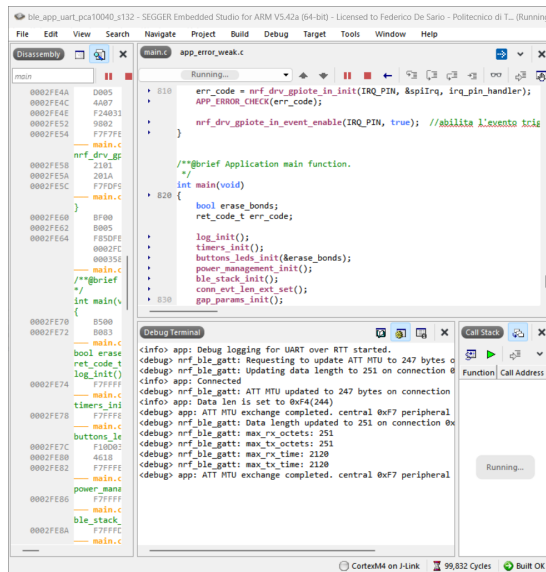 ble_app_uart_pca10040_s132 - SEGGER Embedded Studio for ARM V5.42a (64-bit) - Licensed to Federico De Sario - Politecnico di T... (Runnin
File Edit View Search Navigate Project Build Debug Target Tools Window Help
Disassembly
main
0002FE4A D005
0002FE4C 4A07
0002FE4E F24031
0002FE52 9802
0002FE54 F7F7FE
main.c
nrf_drv_gp
0002FE58 2101
0002FE5A 201A
0002FE5C F7FDF9
main.c
}
0002FE60 BF00
0002FE62 B005
0002FE64 F85DFE
0002FD
000358
main.c
/**@brief
*/
int main(v
{
0002FE70 B500
0002FE72 B083
main.c
bool erase
ret_code_t
log_init()
0002FE74 F7FFFF
main.c
timers_ini
0002FE78 F7FFFE
main.c
buttons_le
0002FE7C F10D03
0002FE80 4618
0002FE82 F7FFFE
main.c
power_mana
0002FE86 F7FFFF
main.c
ble_stack_
0002FE8A F7FFFD
main.c
main.c app_error_weak.c
Running...
810 err_code = nrf_drv_gpiote_in_init(IRQ_PIN, &spiIrq, irq_pin_handler);
APP_ERROR_CHECK(err_code);
nrf_drv_gpiote_in_event_enable(IRQ_PIN, true); //abilita l'evento trig
}
/**@brief Application main function.
*/
int main(void)
820 {
bool erase_bonds;
ret_code_t err_code;
log_init();
timers_init();
buttons_leds_init(&erase_bonds);
power_management_init();
ble_stack_init();
conn_evt_len_ext_set();
830 gap_params_init();
Debug Terminal
<info> app: Debug logging for UART over RTT started.
<debug> nrf_ble_gatt: Requesting to update ATT MTU to 247 bytes o
<debug> nrf_ble_gatt: Updating data length to 251 on connection 0
<info> app: Connected
<debug> nrf_ble_gatt: ATT MTU updated to 247 bytes on connection
<info> app: Data len is set to 0xF4(244)
<debug> app: ATT MTU exchange completed. central 0xF7 peripheral
<debug> nrf_ble_gatt: Data length updated to 251 on connection 0x
<debug> nrf_ble_gatt: max_rx_octets: 251
<debug> nrf_ble_gatt: max_tx_octets: 251
<debug> nrf_ble_gatt: max_rx_time: 2120
<debug> nrf_ble_gatt: max_tx_time: 2120
<debug> app: ATT MTU exchange completed. central 0xF7 peripheral
Call Stack
Function Call Address
Running...
CortexM4 on J-Link 99,832 Cycles Built OK